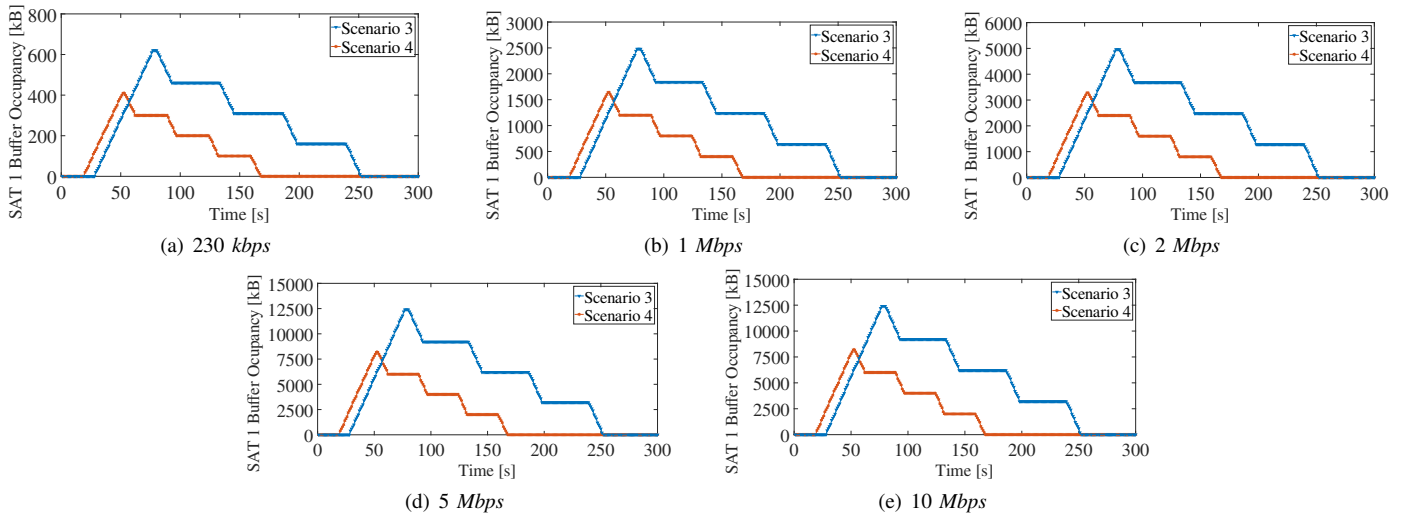 SAT 1 Buffer Occupancy [kB]
800
600
400
200
0
0 50 100 150 200 250 300
Time [s]
Scenario 3
Scenario 4
(a) 230 kbps
SAT 1 Buffer Occupancy [kB]
3000
2500
2000
1500
1000
500
0
0 50 100 150 200 250 300
Time [s]
Scenario 3
Scenario 4
(b) 1 Mbps
SAT 1 Buffer Occupancy [kB]
6000
5000
4000
3000
2000
1000
0
0 50 100 150 200 250 300
Time [s]
Scenario 3
Scenario 4
(c) 2 Mbps
SAT 1 Buffer Occupancy [kB]
15000
12500
10000
7500
5000
2500
0
0 50 100 150 200 250 300
Time [s]
Scenario 3
Scenario 4
(d) 5 Mbps
SAT 1 Buffer Occupancy [kB]
15000
12500
10000
7500
5000
2500
0
0 50 100 150 200 250 300
Time [s]
Scenario 3
Scenario 4
(e) 10 Mbps